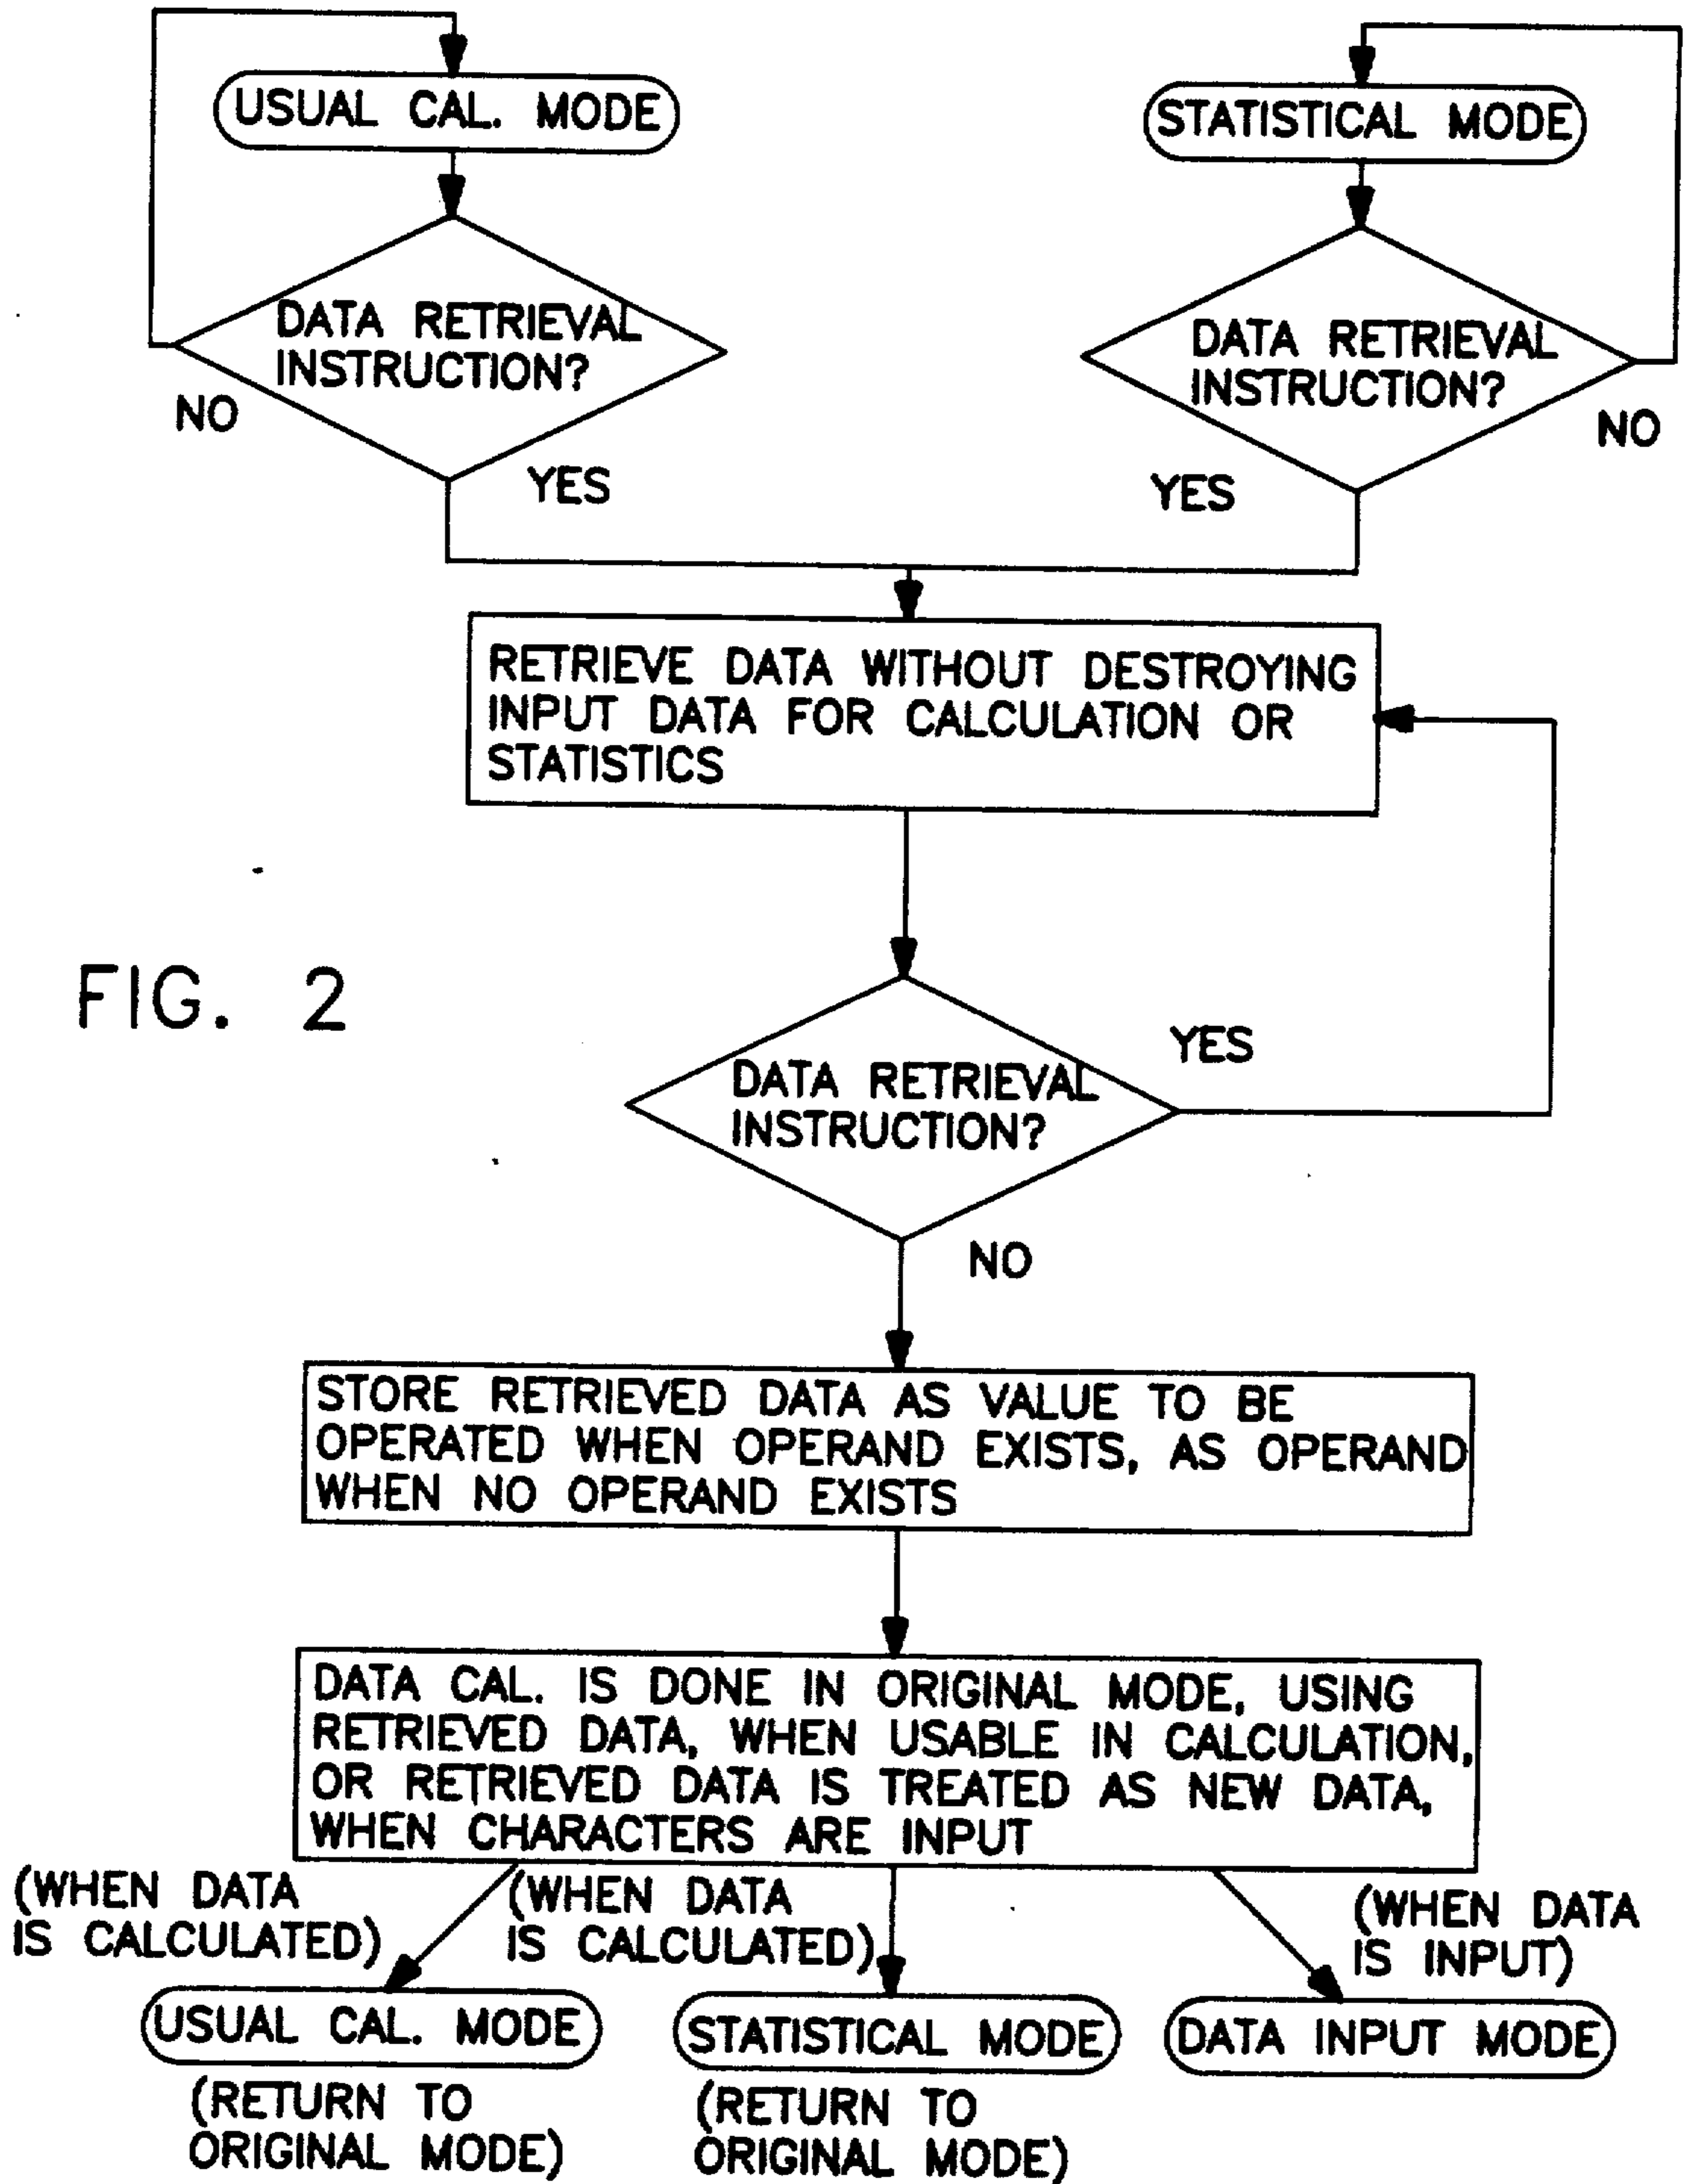 USUAL CAL. MODE
STATISTICAL MODE
DATA RETRIEVAL
INSTRUCTION?
DATA RETRIEVAL
INSTRUCTION?
NO
YES
YES
NO
RETRIEVE DATA WITHOUT DESTROYING
INPUT DATA FOR CALCULATION OR
STATISTICS
FIG. 2
YES
DATA RETRIEVAL
INSTRUCTION?
NO
STORE RETRIEVED DATA AS VALUE TO BE
OPERATED WHEN OPERAND EXISTS, AS OPERAND
WHEN NO OPERAND EXISTS
DATA CAL. IS DONE IN ORIGINAL MODE, USING
RETRIEVED DATA, WHEN USABLE IN CALCULATION,
OR RETRIEVED DATA IS TREATED AS NEW DATA,
WHEN CHARACTERS ARE INPUT
(WHEN DATA
IS CALCULATED)
(WHEN DATA
IS CALCULATED)
(WHEN DATA
IS INPUT)
USUAL CAL. MODE
STATISTICAL MODE
DATA INPUT MODE
(RETURN TO
ORIGINAL MODE)
(RETURN TO
ORIGINAL MODE)